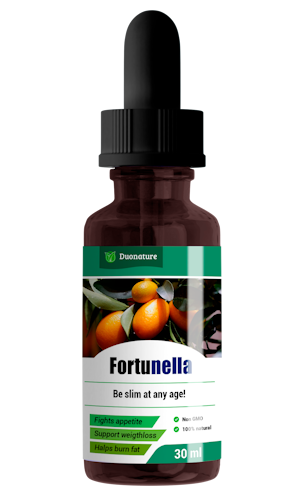 Duonature
Fortunella
Be slim at any age!
Fights appetite
Support weigthloss
Helps burn fat
Non GMO
100% natural
30 ml